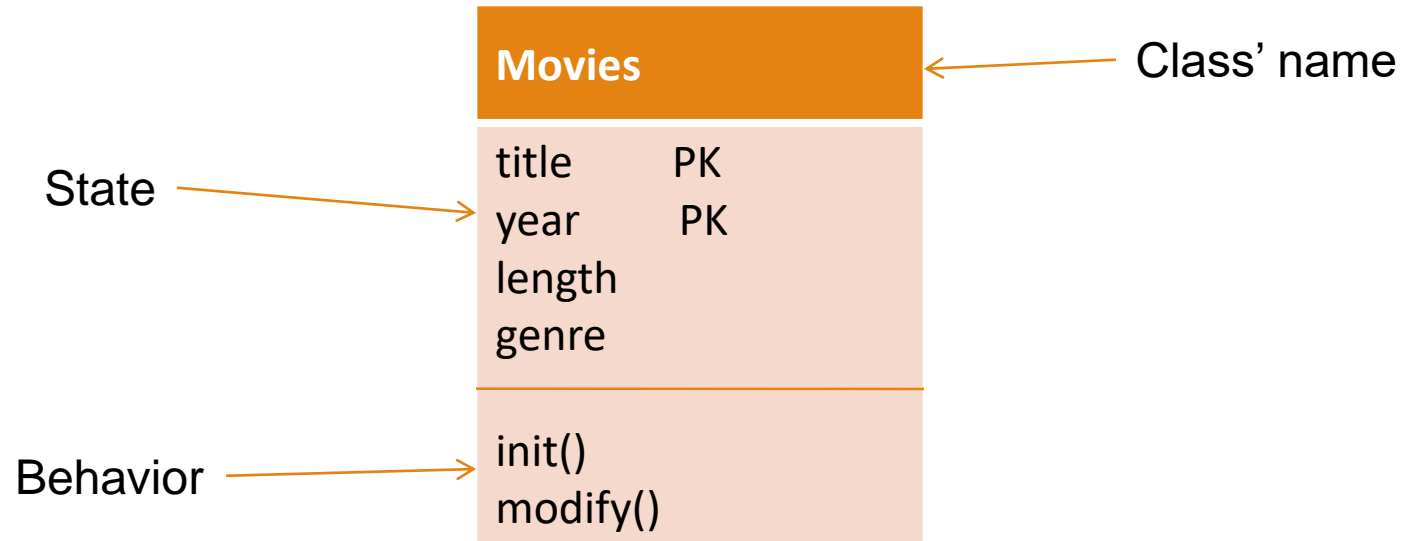 Movies
Class’ name
State
title PK
year PK
length
genre
Behavior
init()
modify()